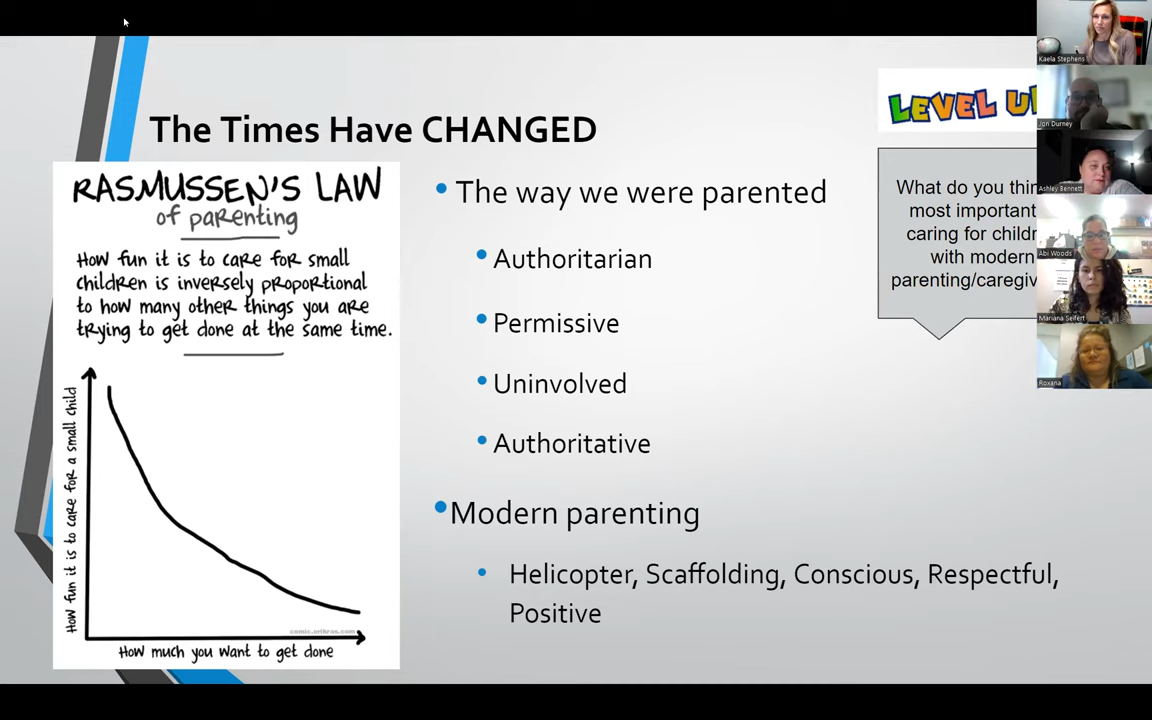 The Times Have CHANGED
RASMUSSEN'S LAW
of parenting
How fun it is to care for small
children is inversely proportional
to how many other things you are
trying to get done at the same time.
How fun it is to care for a small child
comic.orthras.com
How much you want to get done
• The way we were parented
• Authoritarian
• Permissive
• Uninvolved
• Authoritative
• Modern parenting
• Helicopter, Scaffolding, Conscious, Respectful,
Positive
LEVEL U
What do you thin
most important
caring for childr
with modern
parenting/caregiv
Kaela Stephens
Jon Durney
Ashley Bennett
Abi Woods
Mariana Seifert
Roxana